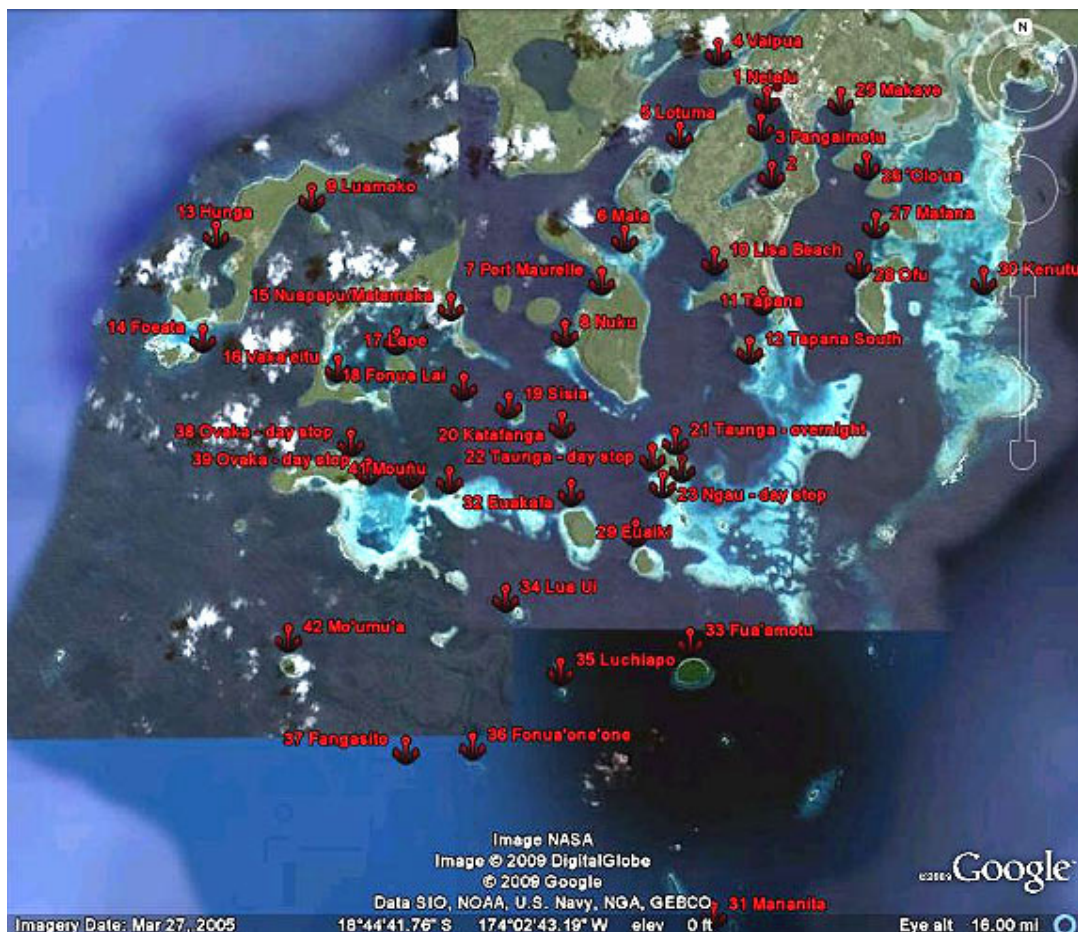 N
4 Vaipua
1 Neiafu
25 Makave
5 Lotuma
3 Pangaimotu
2
26 'Olo'ua
9 Luamoko
13 Hunga
6 Mala
27 Mafana
10 Lisa Beach
7 Port Maurelle
28 Ofu
30 Kenutu
15 Nuapapu/Matamaka
11 Tapana
14 Foeata
8 Nuku
17 Lape
12 Tapana South
16 Vaka'eitu
18 Fonua Lai
19 Sisia
38 Ovaka - day stop
20 Katafanga
21 Taunga - overnight
39 Ovaka - day stop
22 Taunga - day stop
41 Mounu
32 Euakafa
23 Ngau - day stop
29 Euaiki
34 Lua Ui
42 Mo'umu'a
33 Fua'amotu
35 Luchiapo
37 Fangasito
36 Fonua'one'one
Image NASA
Image © 2009 DigitalGlobe
© 2009 Google
Data SIO, NOAA, U.S. Navy, NGA, GEBCO
©2009 Google
31 Mananita
Imagery Date: Mar 27, 2005
18°44'41.76" S
174°02'43.19" W
elev 0 ft
Eye alt 16.00 mi